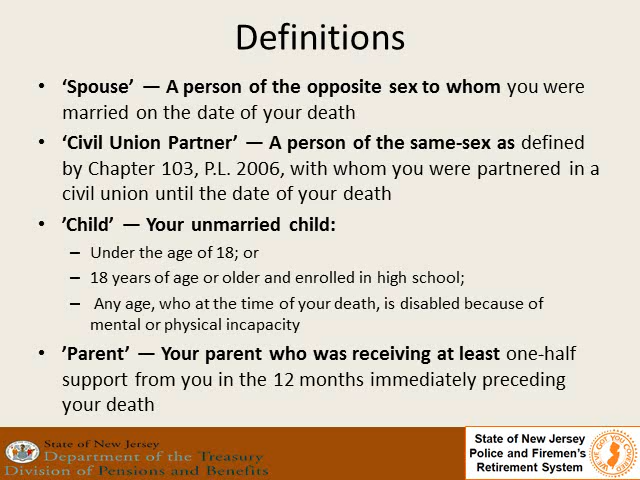 Definitions
• ‘Spouse’ — A person of the opposite sex to whom you were
married on the date of your death
• ‘Civil Union Partner’ — A person of the same-sex as defined
by Chapter 103, P.L. 2006, with whom you were partnered in a
civil union until the date of your death
• ’Child’ — Your unmarried child:
– Under the age of 18; or
– 18 years of age or older and enrolled in high school;
– Any age, who at the time of your death, is disabled because of
mental or physical incapacity
• ’Parent’ — Your parent who was receiving at least one-half
support from you in the 12 months immediately preceding
your death
State of New Jersey
Department of the Treasury
Division of Pensions and Benefits
State of New Jersey
Police and Firemen’s
Retirement System
WE'VE GOT YOU COVERED